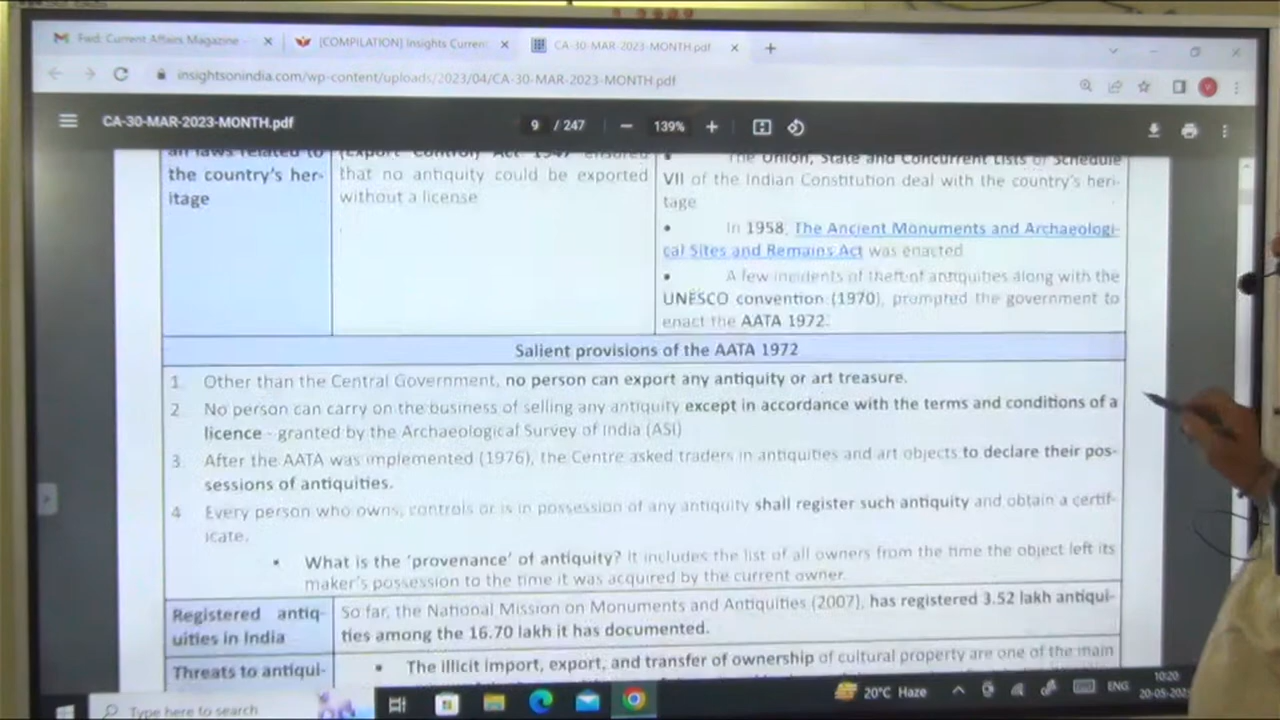 Fwd: Current Affairs Magazine -
[COMPILATION] Insights Curren
CA-30-MAR-2023-MONTH.pdf
insightsonindia.com/wp-content/uploads/2023/04/CA-30-MAR-2023-MONTH.pdf
CA-30-MAR-2023-MONTH.pdf
9 / 247
139%
all laws related to
the country's her-
itage
(Export Control) Act 1947 ensured
that no antiquity could be exported
without a license
The Union, State and Concurrent Lists of Schedule
VII of the Indian Constitution deal with the country's heri-
tage
• In 1958, The Ancient Monuments and Archaeologi-
cal Sites and Remains Act was enacted
• A few incidents of theft of antiquities along with the
UNESCO convention (1970), prompted the government to
enact the AATA 1972.
Salient provisions of the AATA 1972
1. Other than the Central Government, no person can export any antiquity or art treasure.
2. No person can carry on the business of selling any antiquity except in accordance with the terms and conditions of a
licence - granted by the Archaeological Survey of India (ASI)
3. After the AATA was implemented (1976), the Centre asked traders in antiquities and art objects to declare their pos-
sessions of antiquities.
4. Every person who owns, controls or is in possession of any antiquity shall register such antiquity and obtain a certif-
icate.
▪ What is the 'provenance' of antiquity? It includes the list of all owners from the time the object left its
maker's possession to the time it was acquired by the current owner.
Registered antiq-
uities in India
So far, the National Mission on Monuments and Antiquities (2007), has registered 3.52 lakh antiqui-
ties among the 16.70 lakh it has documented.
Threats to antiqui-
• The illicit import, export, and transfer of ownership of cultural property are one of the main
Type here to search
20°C Haze
ENG
10:20